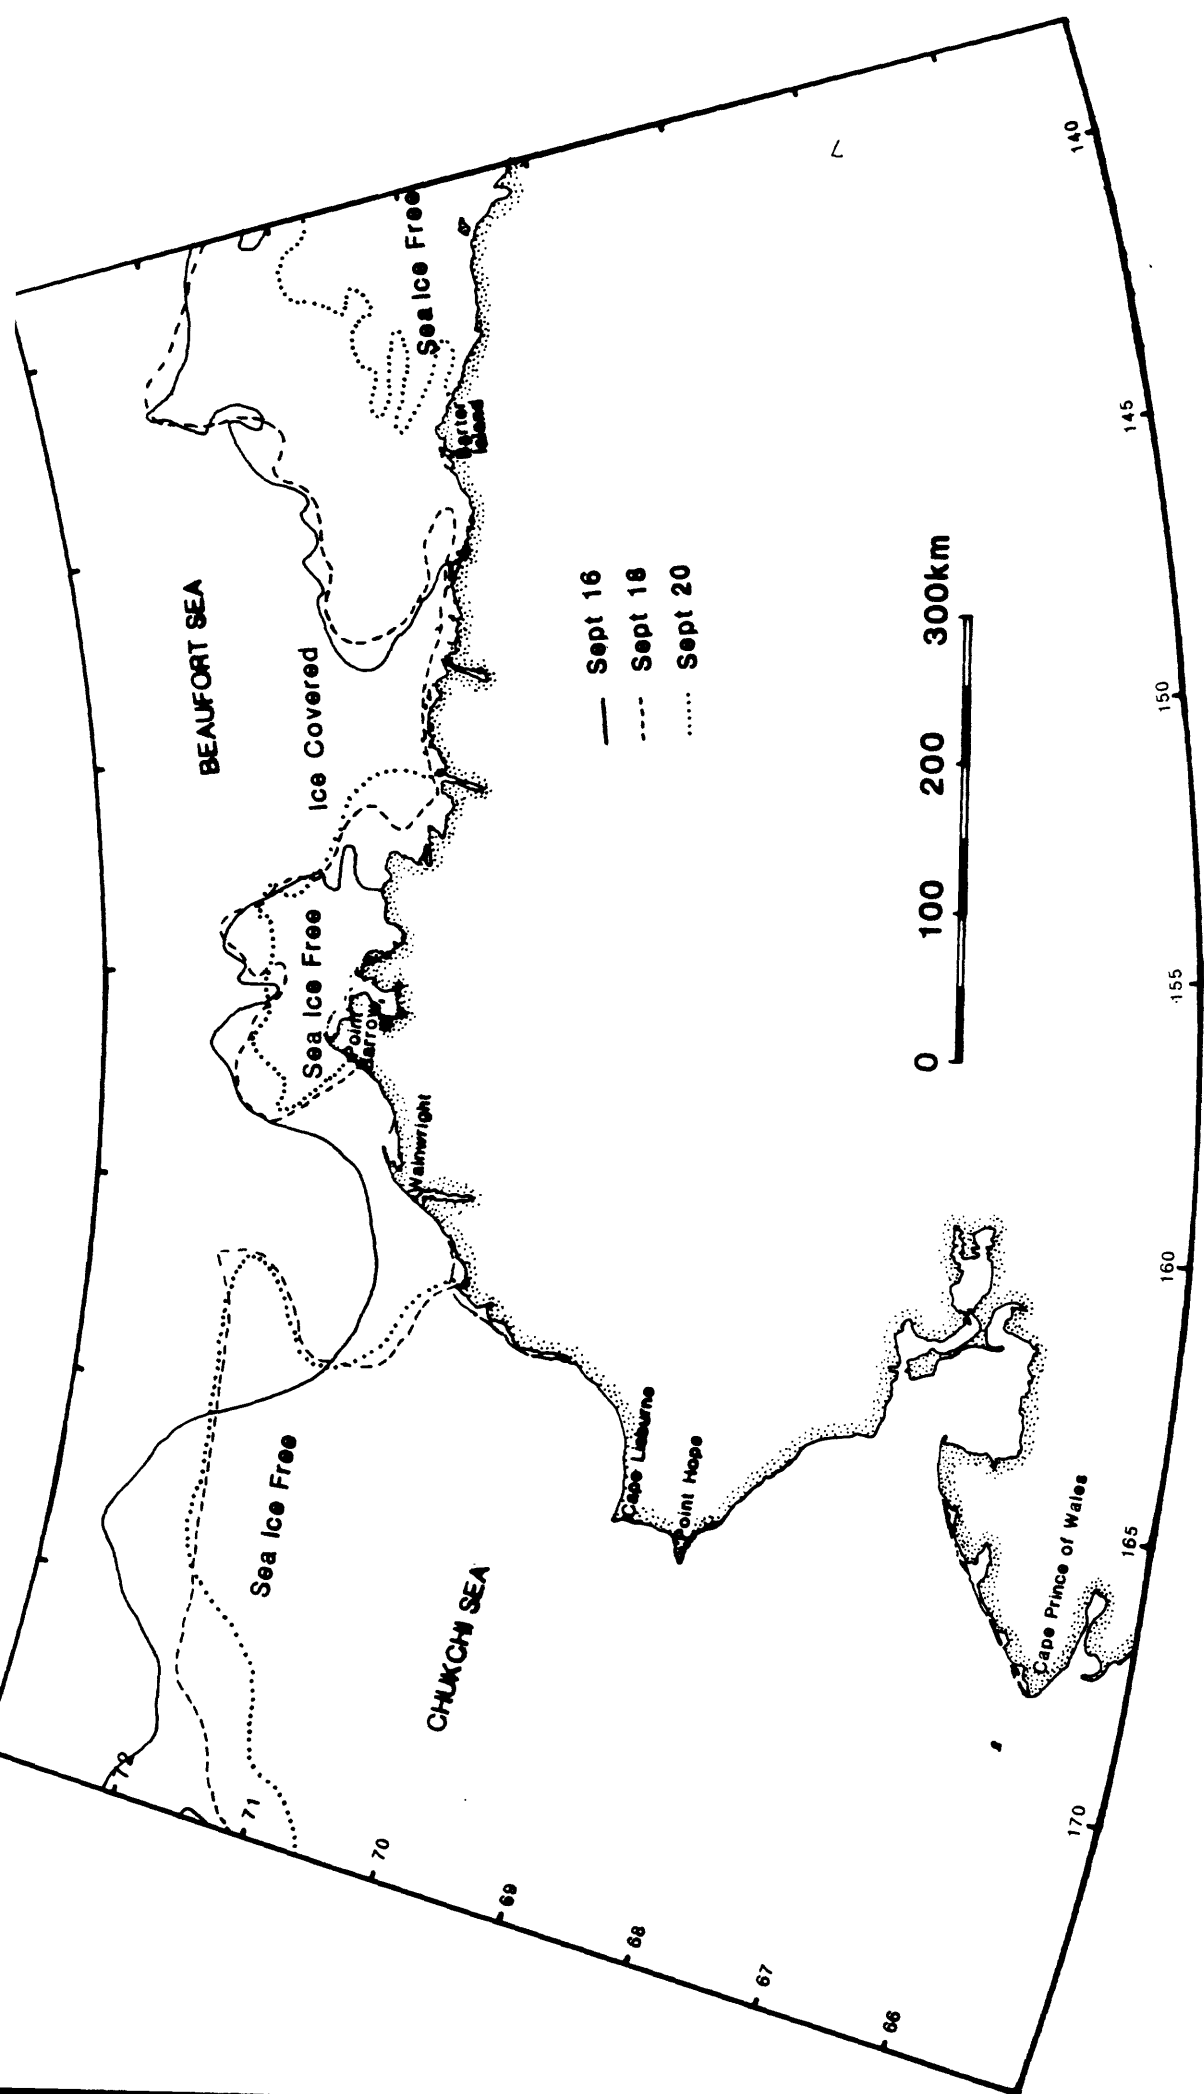 BEAUFORT SEA
Ice Covered
Sea Ice Free
Sea Ice Free
Sea Ice Free
CHUKCHI SEA
Point
Barrow
Wainwright
Barter
Island
Cape Lisburne
Point Hope
Cape Prince of Wales
Sept 16
Sept 18
Sept 20
0 100 200 300km
72
71
70
69
68
67
66
170
165
160
155
150
145
140
7